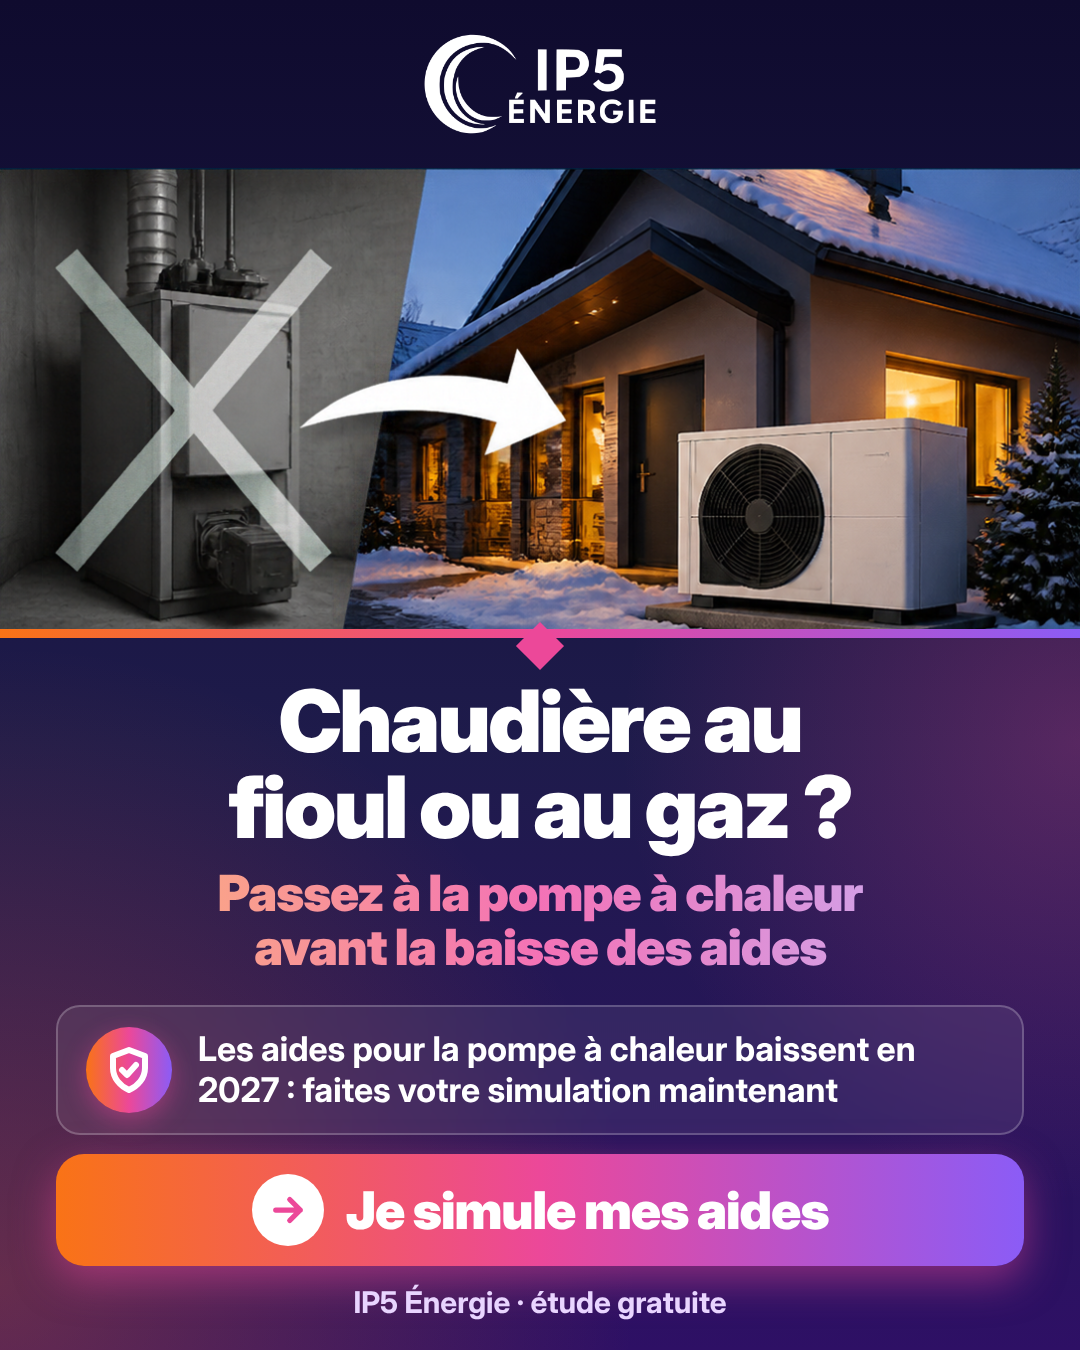 IP5
ÉNERGIE
Chaudière au
fioul ou au gaz ?
Passez à la pompe à chaleur
avant la baisse des aides
Les aides pour la pompe à chaleur baissent en
2027 : faites votre simulation maintenant
Je simule mes aides
IP5 Énergie · étude gratuite